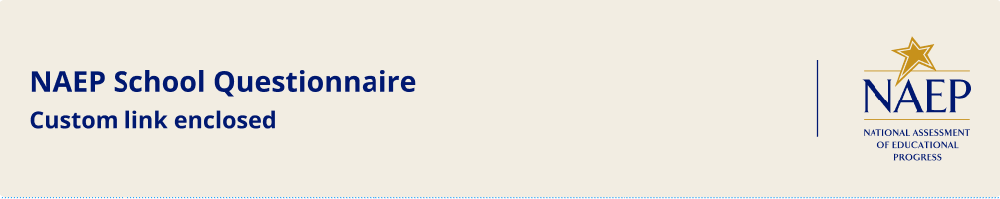 NAEP School Questionnaire
Custom link enclosed
NAEP
NATIONAL ASSESSMENT
OF EDUCATIONAL
PROGRESS